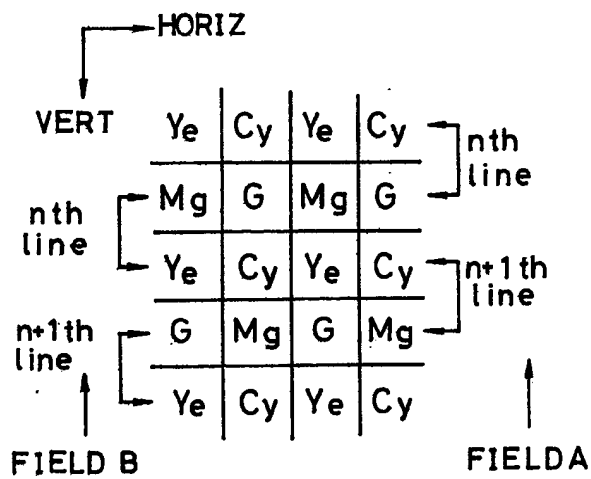 HORIZ
VERT
Ye Cy Ye Cy
nth
line
Mg G Mg G
nth
line
Ye Cy Ye Cy
n+1th
line
G Mg G Mg
n+1th
line
Ye Cy Ye Cy
FIELD B
FIELD A